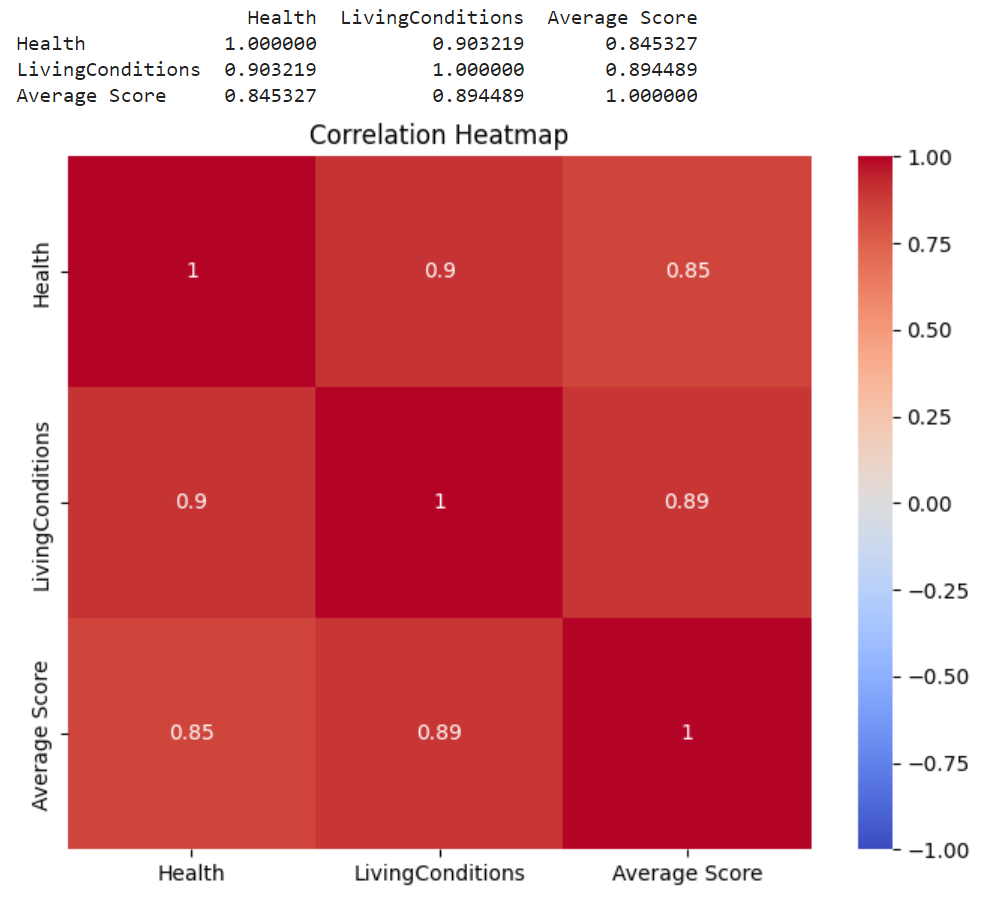 Health LivingConditions Average Score
Health 1.000000 0.903219 0.845327
LivingConditions 0.903219 1.000000 0.894489
Average Score 0.845327 0.894489 1.000000
Correlation Heatmap
Health
1 0.9 0.85
LivingConditions
0.9 1 0.89
Average Score
0.85 0.89 1
Health LivingConditions Average Score
1.00
0.75
0.50
0.25
0.00
−0.25
−0.50
−0.75
−1.00